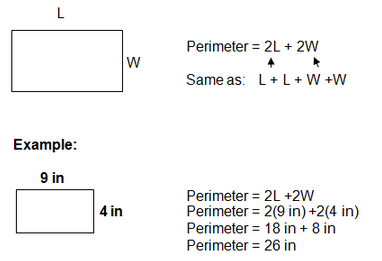 L
W
Perimeter = 2L + 2W
Same as: L + L + W +W
Example:
9 in
4 in
Perimeter = 2L +2W
Perimeter = 2(9 in) +2(4 in)
Perimeter = 18 in + 8 in
Perimeter = 26 in